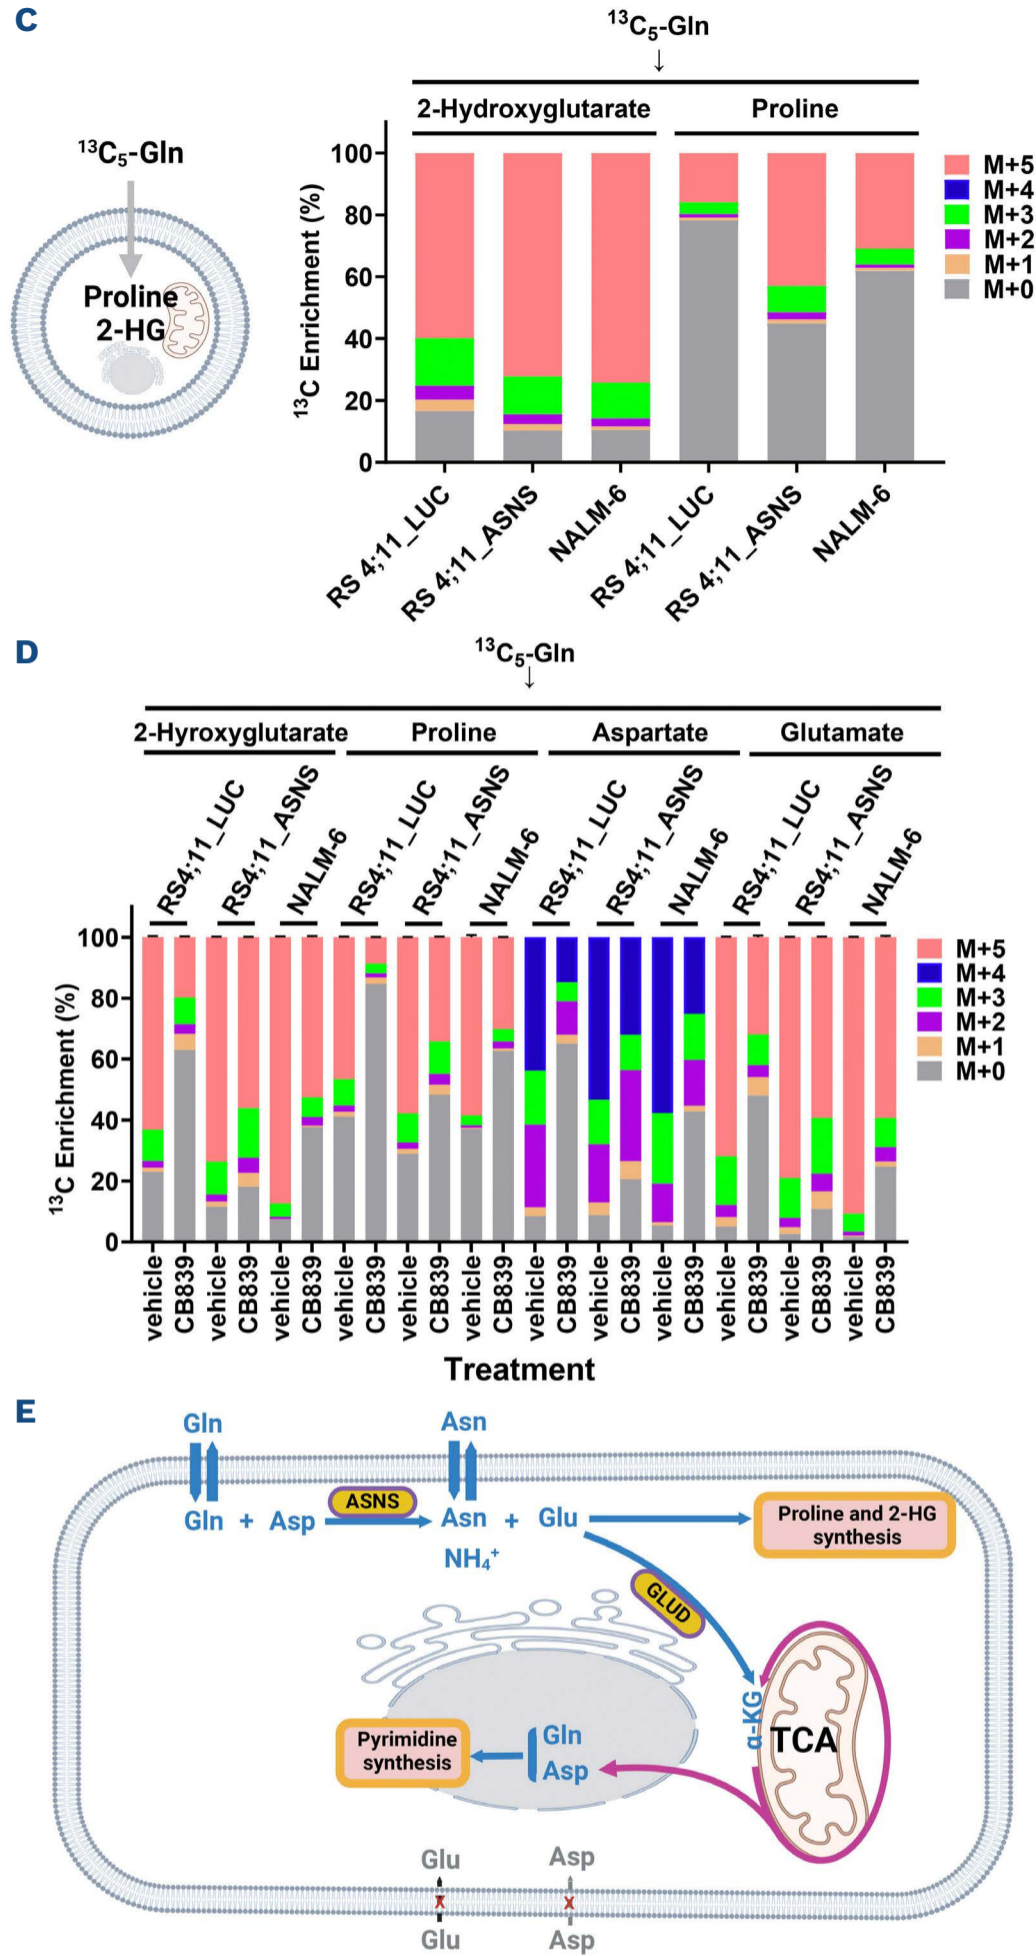 C
¹³C₅-Gln
↓
2-Hydroxyglutarate Proline
¹³C₅-Gln
Proline
2-HG
¹³C Enrichment (%)
100
80
60
40
20
0
M+5
M+4
M+3
M+2
M+1
M+0
RS 4;11_LUC
RS 4;11_ASNS
NALM-6
RS 4;11_LUC
RS 4;11_ASNS
NALM-6
D
¹³C₅-Gln
↓
2-Hyroxyglutarate Proline Aspartate Glutamate
RS4;11_LUC
RS4;11_ASNS
NALM-6
RS4;11_LUC
RS4;11_ASNS
NALM-6
RS4;11_LUC
RS4;11_ASNS
NALM-6
RS4;11_LUC
RS4;11_ASNS
NALM-6
¹³C Enrichment (%)
100
80
60
40
20
0
M+5
M+4
M+3
M+2
M+1
M+0
vehicle
CB839
vehicle
CB839
vehicle
CB839
vehicle
CB839
vehicle
CB839
vehicle
CB839
vehicle
CB839
vehicle
CB839
vehicle
CB839
vehicle
CB839
vehicle
CB839
vehicle
CB839
Treatment
E
Gln Asn
ASNS
Gln + Asp Asn + Glu
NH₄⁺
Proline and 2-HG
synthesis
GLUD
α-KG
TCA
Pyrimidine
synthesis
Gln
Asp
Glu Asp
X X
Glu Asp